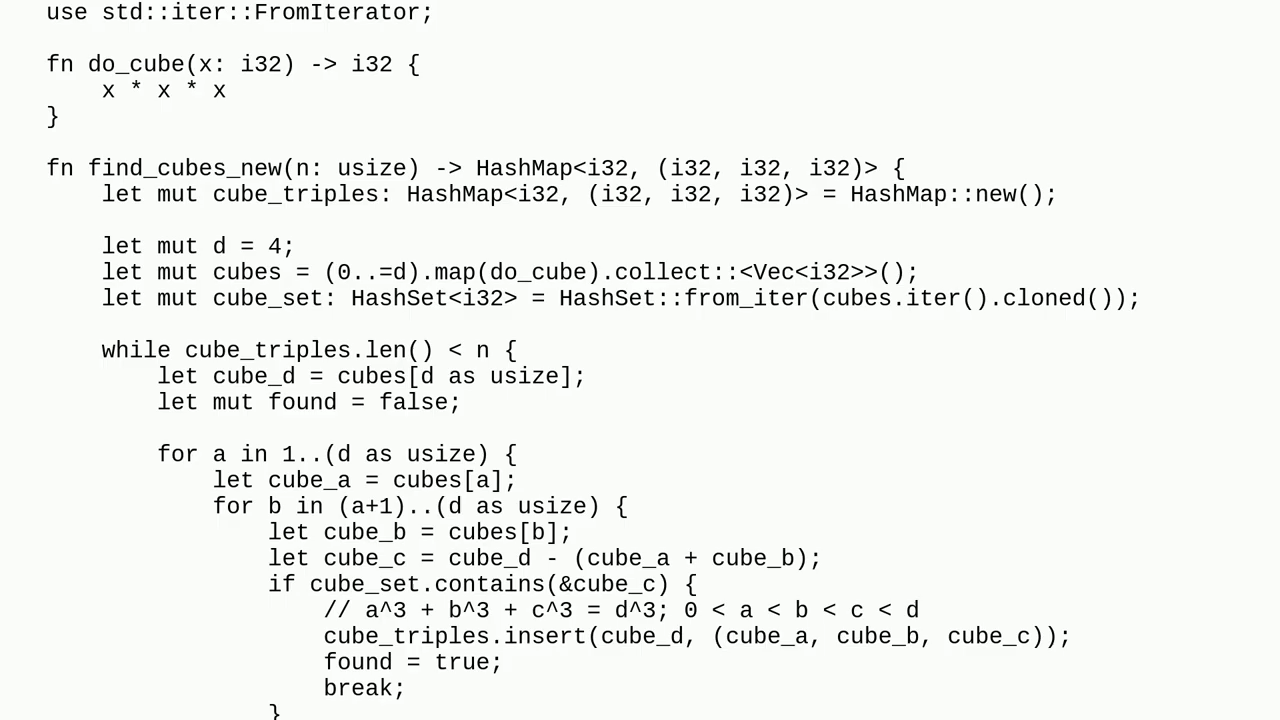 use std::iter::FromIterator;

fn do_cube(x: i32) -> i32 {
    x * x * x
}

fn find_cubes_new(n: usize) -> HashMap<i32, (i32, i32, i32)> {
    let mut cube_triples: HashMap<i32, (i32, i32, i32)> = HashMap::new();

    let mut d = 4;
    let mut cubes = (0..=d).map(do_cube).collect::<Vec<i32>>();
    let mut cube_set: HashSet<i32> = HashSet::from_iter(cubes.iter().cloned());

    while cube_triples.len() < n {
        let cube_d = cubes[d as usize];
        let mut found = false;

        for a in 1..(d as usize) {
            let cube_a = cubes[a];
            for b in (a+1)..(d as usize) {
                let cube_b = cubes[b];
                let cube_c = cube_d - (cube_a + cube_b);
                if cube_set.contains(&cube_c) {
                    // a^3 + b^3 + c^3 = d^3; 0 < a < b < c < d
                    cube_triples.insert(cube_d, (cube_a, cube_b, cube_c));
                    found = true;
                    break;
                }